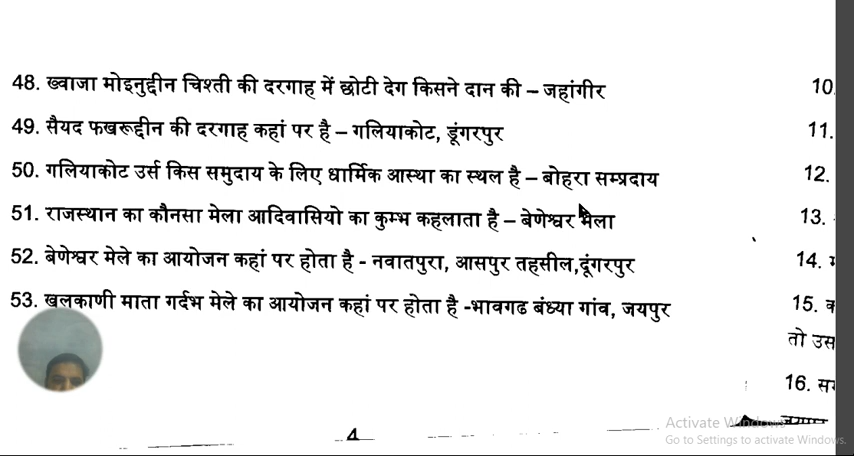 48. ख्वाजा मोइनुद्दीन चिश्ती की दरगाह में छोटी देग किसने दान की – जहांगीर
49. सैयद फखरूद्दीन की दरगाह कहां पर है – गलियाकोट, डूंगरपुर
50. गलियाकोट उर्स किस समुदाय के लिए धार्मिक आस्था का स्थल है – बोहरा सम्प्रदाय
51. राजस्थान का कौनसा मेला आदिवासियो का कुम्भ कहलाता है – बेणेश्वर मेला
52. बेणेश्वर मेले का आयोजन कहां पर होता है - नवातपुरा, आसपुर तहसील,दूंगरपुर
53. खलकाणी माता गर्दभ मेले का आयोजन कहां पर होता है -भावगढ बंध्या गांव, जयपुर
4
10.
11.
12.
13.
14.
15.
तो उस
16.
Activate Windows
Go to Settings to activate Windows.